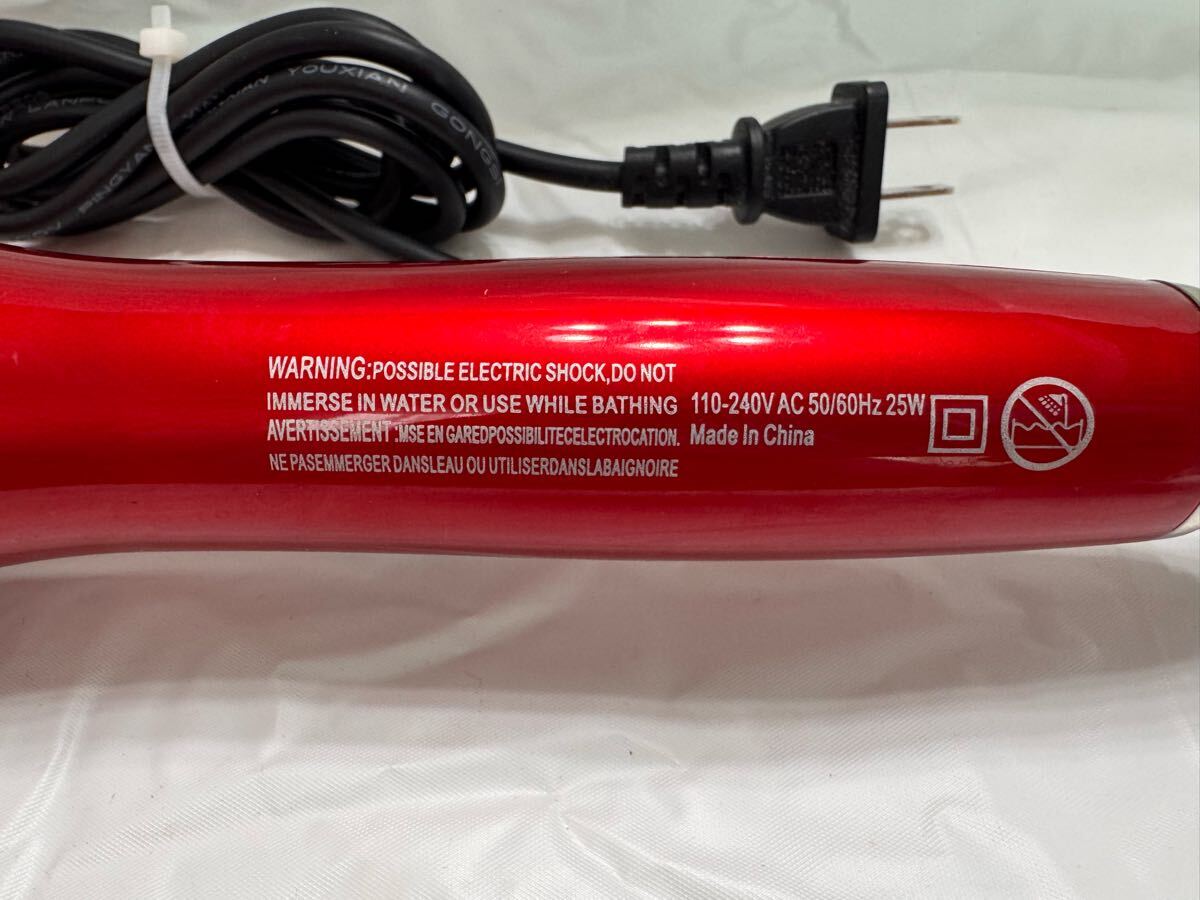 YOUXIAN
GONGS
PINGYAN
WARNING:POSSIBLE ELECTRIC SHOCK,DO NOT
IMMERSE IN WATER OR USE WHILE BATHING
AVERTISSEMENT :MSE EN GAREDPOSSIBILITECELECTROCATION.
NE PASEMMERGER DANSLEAU OU UTILISERDANSLABAIGNOIRE
110-240V AC 50/60Hz 25W
Made In China